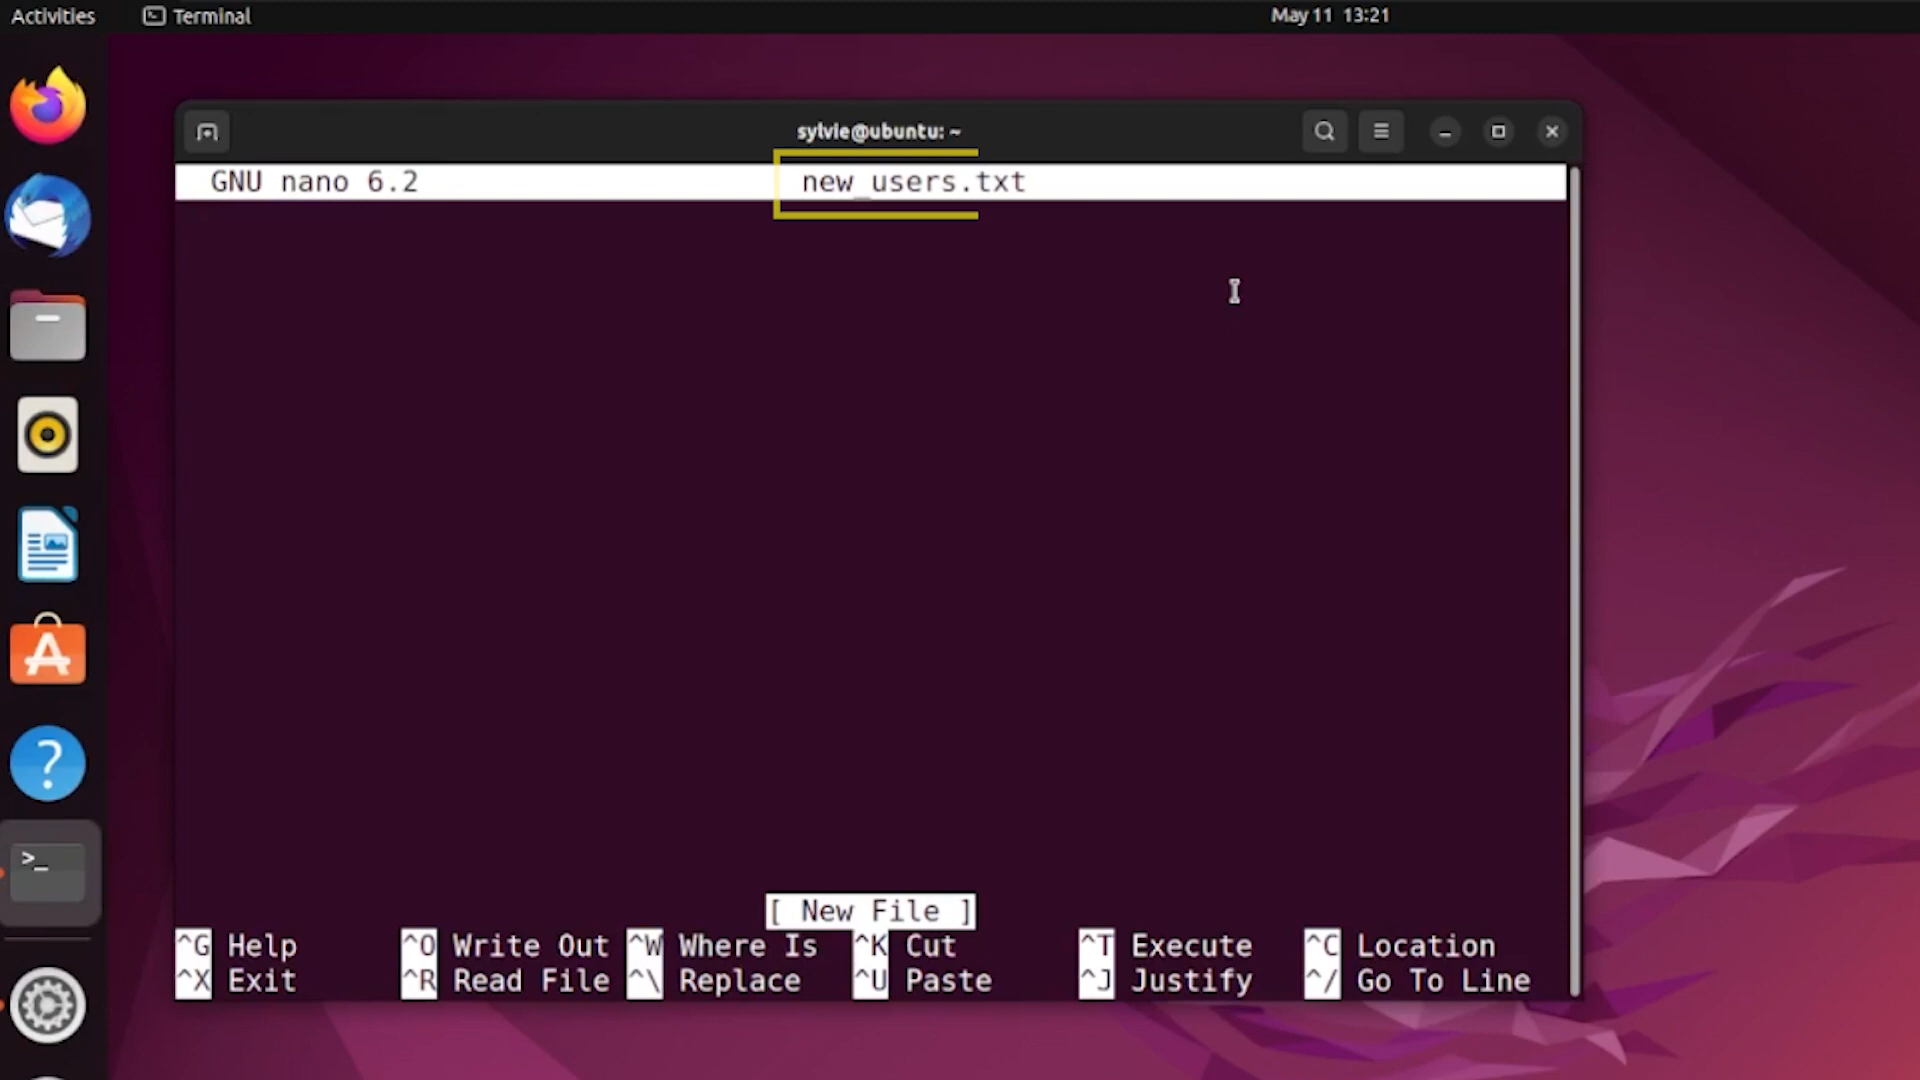 Activities Terminal May 11 13:21
sylvie@ubuntu: ~
GNU nano 6.2 new_users.txt
[ New File ]
^G Help ^O Write Out ^W Where Is ^K Cut ^T Execute ^C Location
^X Exit ^R Read File ^\ Replace ^U Paste ^J Justify ^/ Go To Line